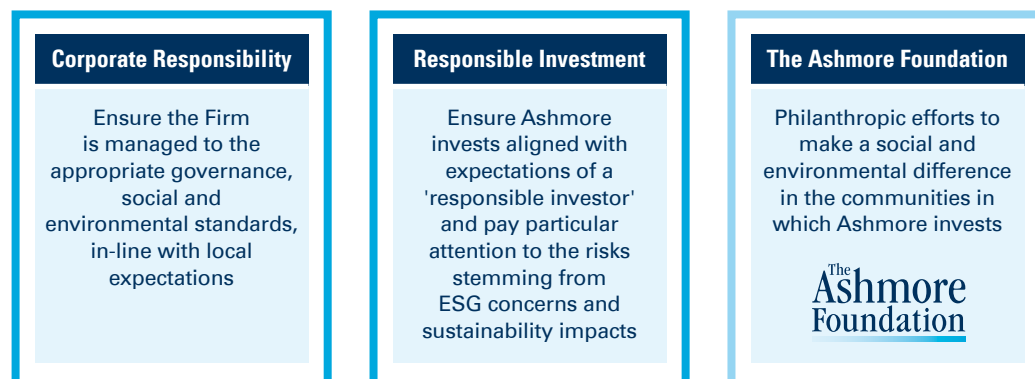 Corporate Responsibility
Ensure the Firm
is managed to the
appropriate governance,
social and
environmental standards,
in-line with local
expectations
Responsible Investment
Ensure Ashmore
invests aligned with
expectations of a
'responsible investor'
and pay particular
attention to the risks
stemming from
ESG concerns and
sustainability impacts
The Ashmore Foundation
Philanthropic efforts to
make a social and
environmental difference
in the communities in
which Ashmore invests
The
Ashmore
Foundation